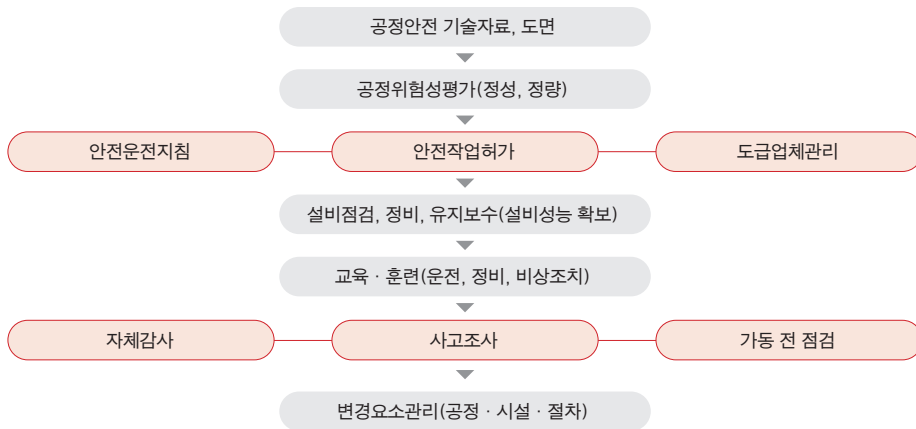 공정안전 기술자료, 도면
공정위험성평가(정성, 정량)
안전운전지침
안전작업허가
도급업체관리
설비점검, 정비, 유지보수(설비성능 확보)
교육 · 훈련(운전, 정비, 비상조치)
자체감사
사고조사
가동 전 점검
변경요소관리(공정 · 시설 · 절차)